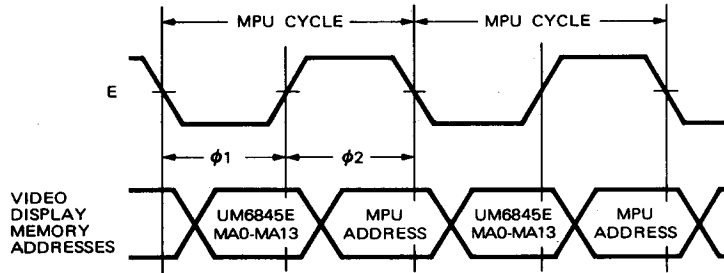 MPU CYCLE MPU CYCLE
E
ϕ1 ϕ2
VIDEO
DISPLAY
MEMORY
ADDRESSES
UM6845E
MA0-MA13
MPU
ADDRESS
UM6845E
MA0-MA13
MPU
ADDRESS